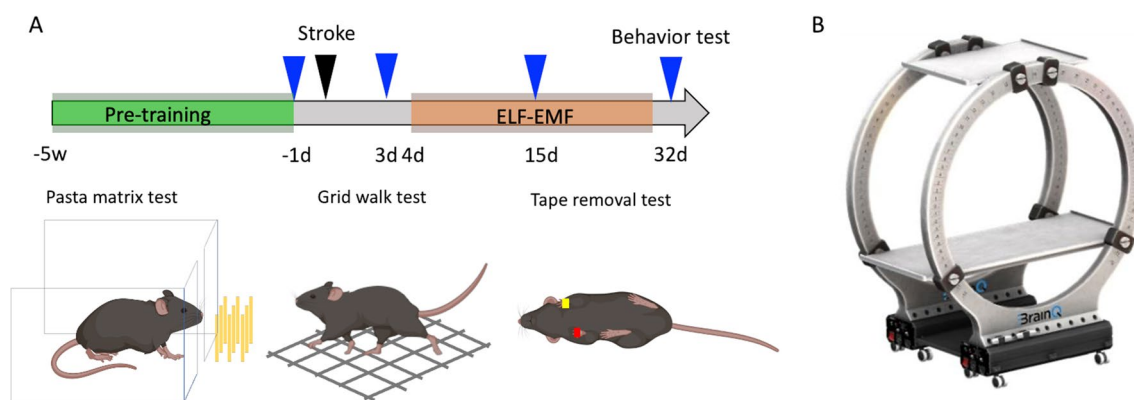 A
B
Stroke
Behavior test
Pre-training
ELF-EMF
-5w
-1d
3d
4d
15d
32d
Pasta matrix test
Grid walk test
Tape removal test
BrainQ